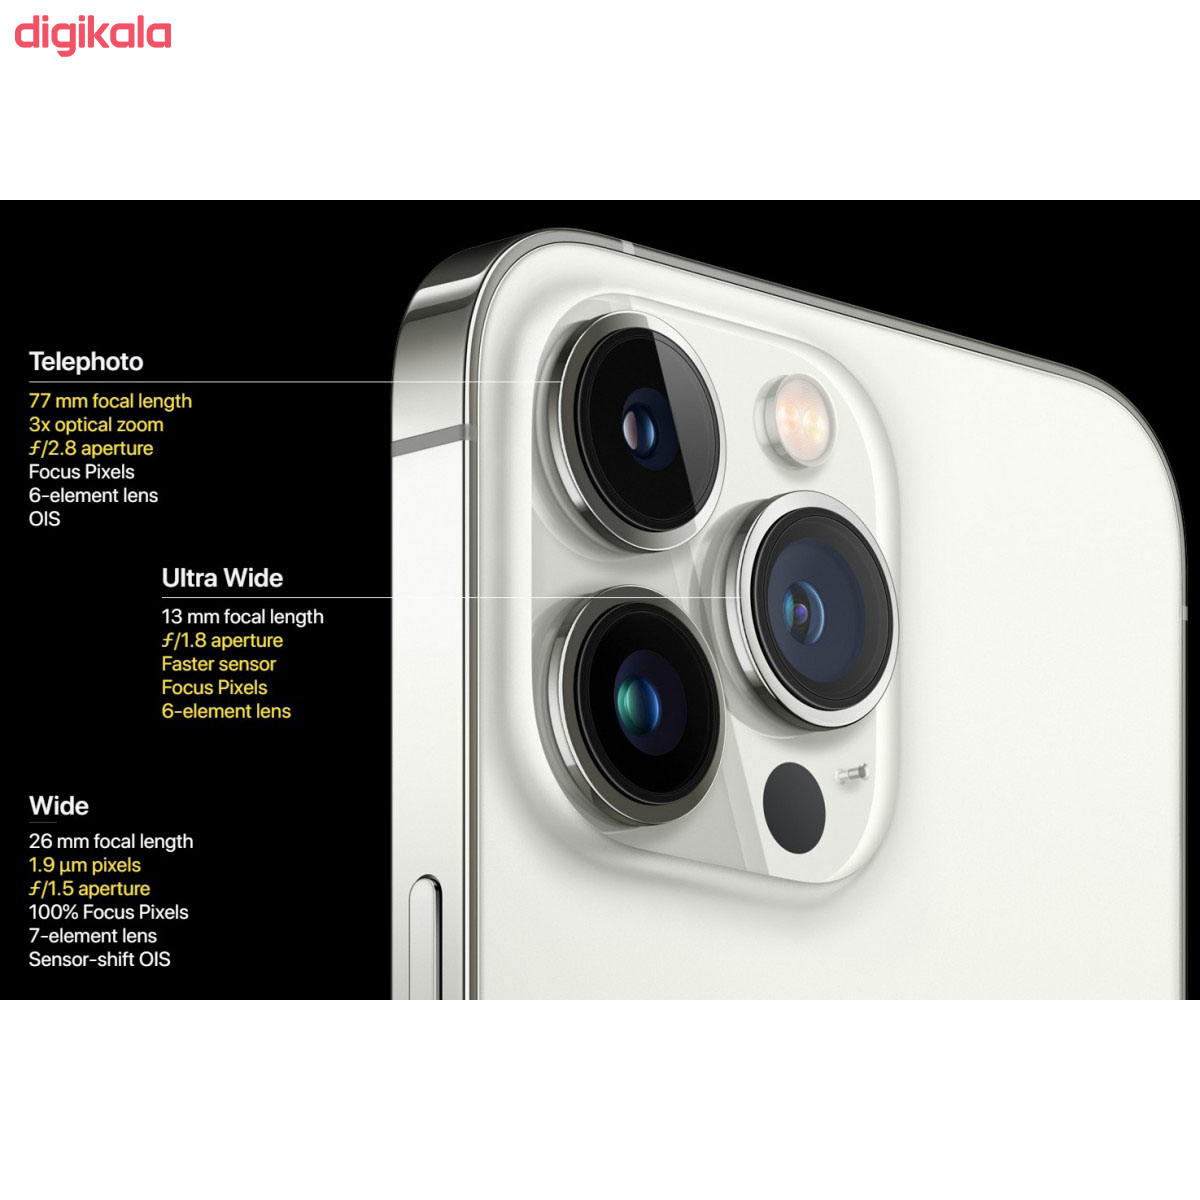 digikala
Telephoto
77 mm focal length
3x optical zoom
ƒ/2.8 aperture
Focus Pixels
6-element lens
OIS
Ultra Wide
13 mm focal length
ƒ/1.8 aperture
Faster sensor
Focus Pixels
6-element lens
Wide
26 mm focal length
1.9 µm pixels
ƒ/1.5 aperture
100% Focus Pixels
7-element lens
Sensor-shift OIS